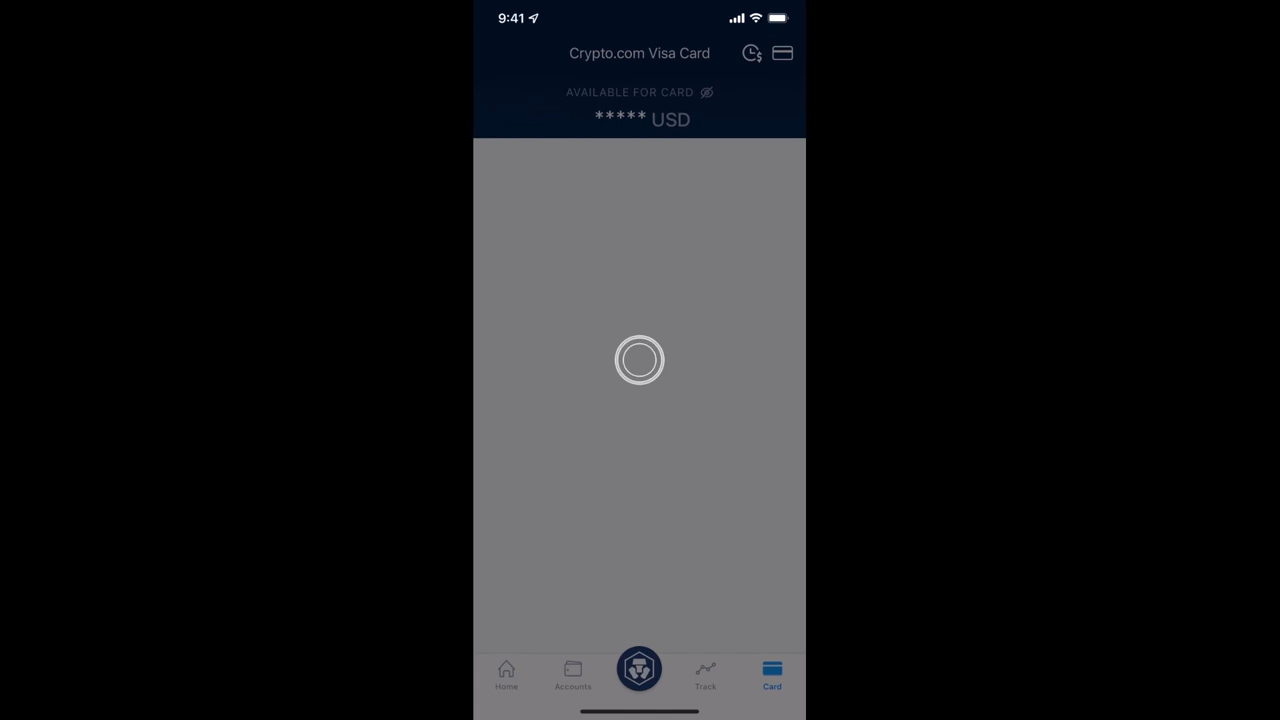 9:41
Crypto.com Visa Card
AVAILABLE FOR CARD
***** USD
Home
Accounts
Track
Card